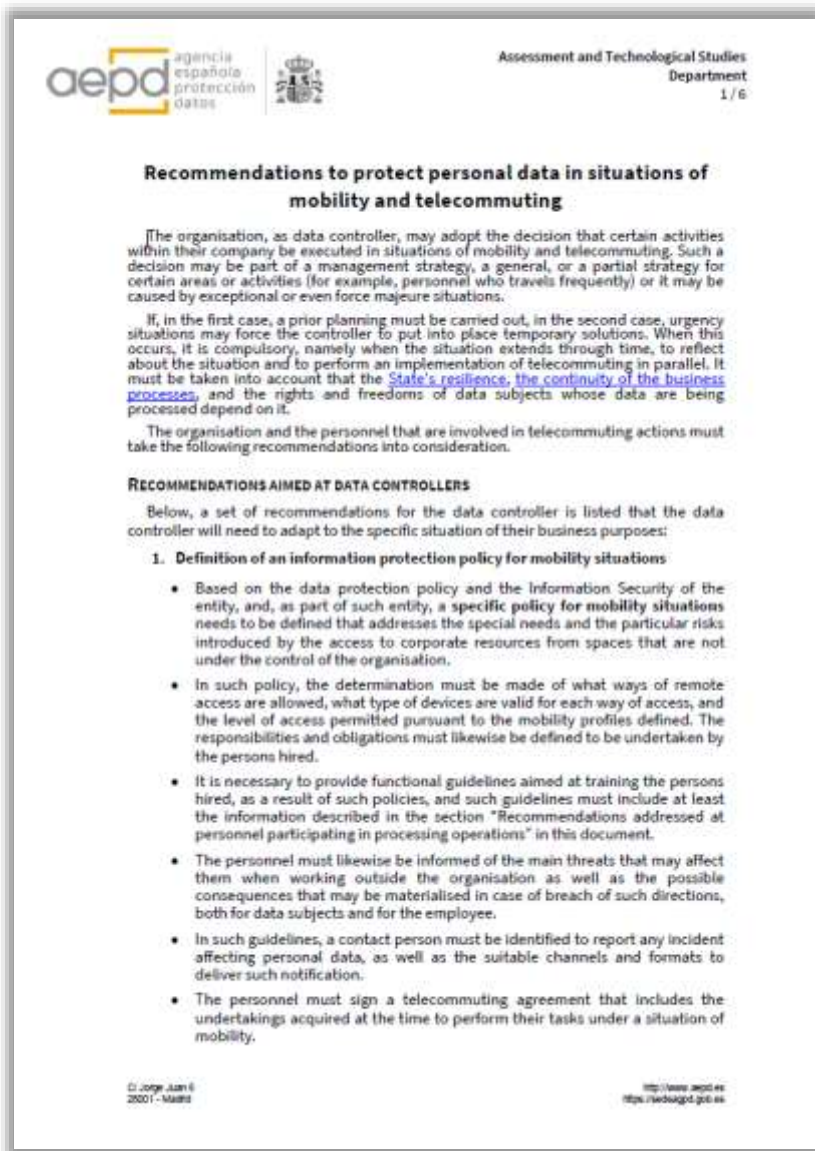 aepd
agencia
española
protección
datos
Assessment and Technological Studies
Department
1 / 6
Recommendations to protect personal data in situations of
mobility and telecommuting
The organisation, as data controller, may adopt the decision that certain activities
within their company be executed in situations of mobility and telecommuting. Such a
decision may be part of a management strategy, a general, or a partial strategy for
certain areas or activities (for example, personnel who travels frequently) or it may be
caused by exceptional or even force majeure situations.
If, in the first case, a prior planning must be carried out, in the second case, urgency
situations may force the controller to put into place temporary solutions. When this
occurs, it is compulsory, namely when the situation extends through time, to reflect
about the situation and to perform an implementation of telecommuting in parallel. It
must be taken into account that the State's resilience, the continuity of the business
processes, and the rights and freedoms of data subjects whose data are being
processed depend on it.
The organisation and the personnel that are involved in telecommuting actions must
take the following recommendations into consideration.
RECOMMENDATIONS AIMED AT DATA CONTROLLERS
Below, a set of recommendations for the data controller is listed that the data
controller will need to adapt to the specific situation of their business purposes:
1. Definition of an information protection policy for mobility situations
• Based on the data protection policy and the Information Security of the
entity, and, as part of such entity, a specific policy for mobility situations
needs to be defined that addresses the special needs and the particular risks
introduced by the access to corporate resources from spaces that are not
under the control of the organisation.
• In such policy, the determination must be made of what ways of remote
access are allowed, what type of devices are valid for each way of access, and
the level of access permitted pursuant to the mobility profiles defined. The
responsibilities and obligations must likewise be defined to be undertaken by
the persons hired.
• It is necessary to provide functional guidelines aimed at training the persons
hired, as a result of such policies, and such guidelines must include at least
the information described in the section "Recommendations addressed at
personnel participating in processing operations" in this document.
• The personnel must likewise be informed of the main threats that may affect
them when working outside the organisation as well as the possible
consequences that may be materialised in case of breach of such directions,
both for data subjects and for the employee.
• In such guidelines, a contact person must be identified to report any incident
affecting personal data, as well as the suitable channels and formats to
deliver such notification.
• The personnel must sign a telecommuting agreement that includes the
undertakings acquired at the time to perform their tasks under a situation of
mobility.
C/ Jorge Juan 6
28001 - Madrid
http://www.aepd.es
https://sedeagpd.gob.es